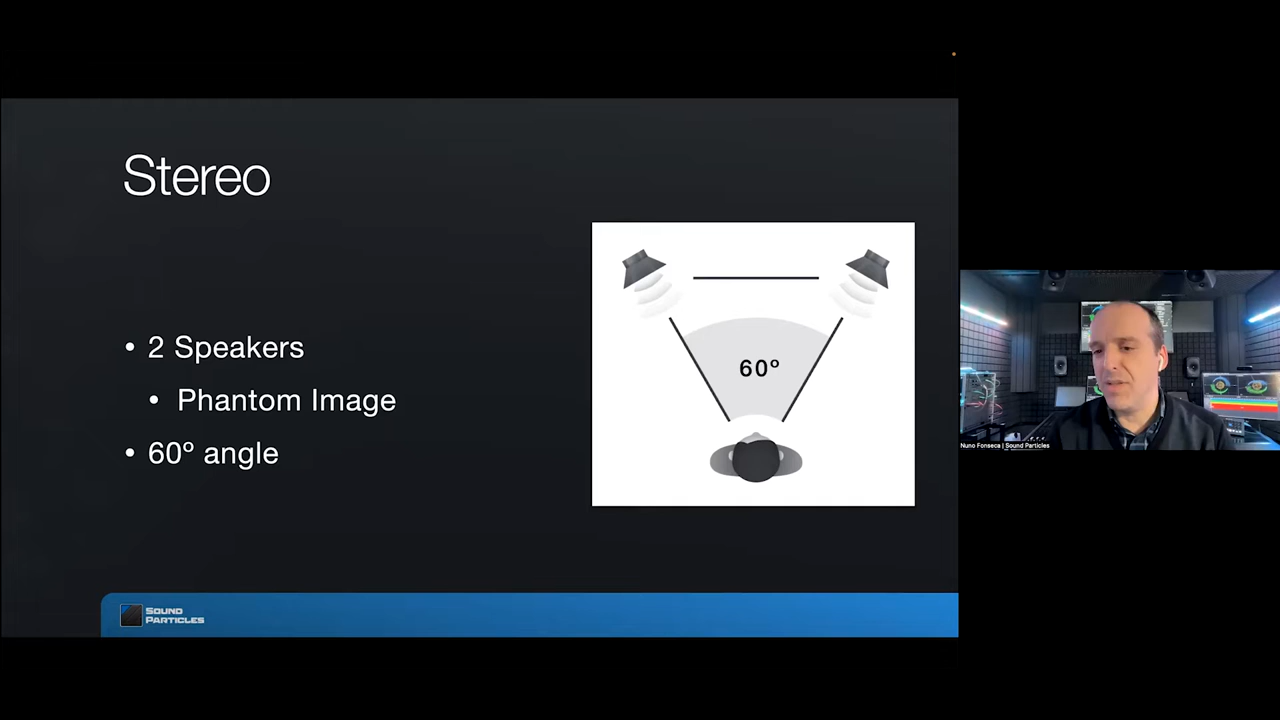 Stereo
• 2 Speakers
• Phantom Image
• 60º angle
60º
SOUND
PARTICLES
Nuno Fonseca | Sound Particles